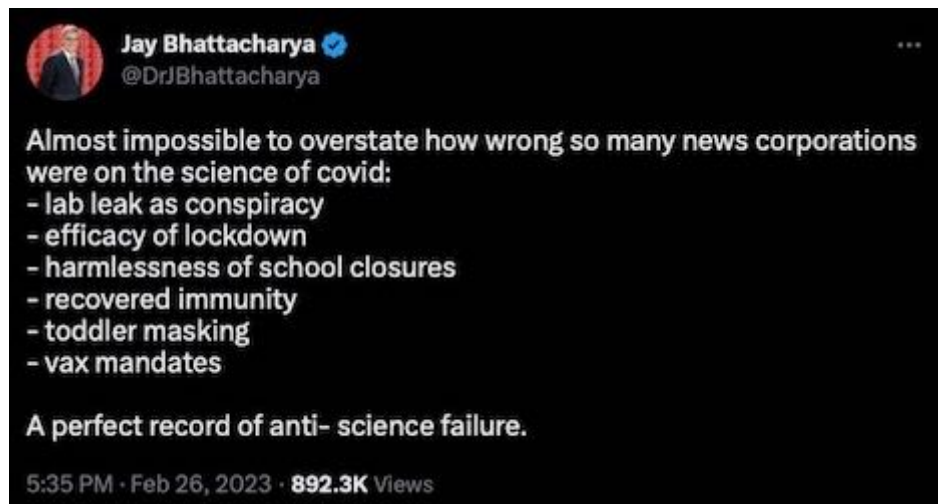 Jay Bhattacharya
@DrJBhattacharya
Almost impossible to overstate how wrong so many news corporations
were on the science of covid:
- lab leak as conspiracy
- efficacy of lockdown
- harmlessness of school closures
- recovered immunity
- toddler masking
- vax mandates
A perfect record of anti- science failure.
5:35 PM · Feb 26, 2023 · 892.3K Views